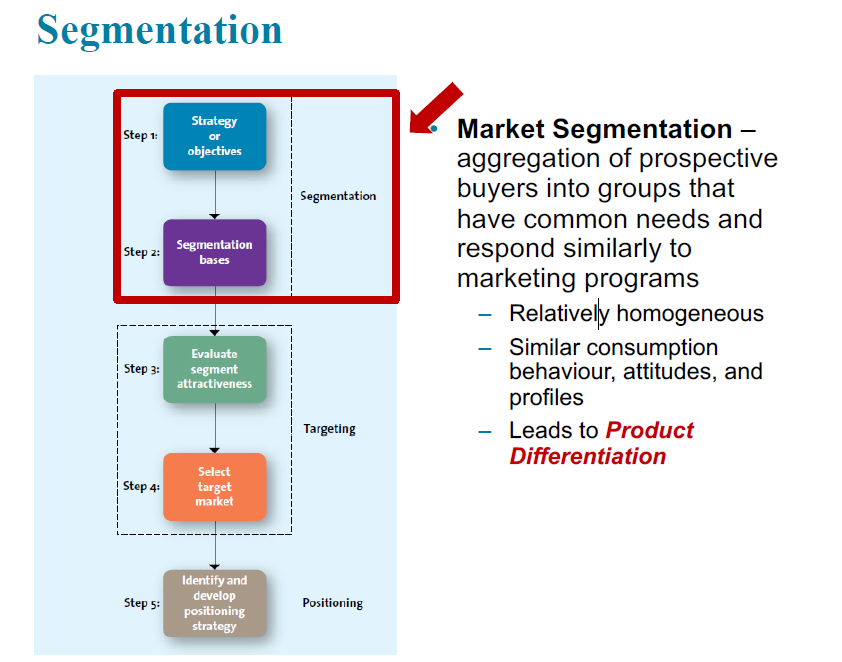 Segmentation
Step 1:
Strategy
or
objectives
Segmentation
Step 2:
Segmentation
bases
Step 3:
Evaluate
segment
attractiveness
Targeting
Step 4:
Select
target
market
Step 5:
Identify and
develop
positioning
strategy
Positioning
• Market Segmentation –
aggregation of prospective
buyers into groups that
have common needs and
respond similarly to
marketing programs
– Relatively homogeneous
– Similar consumption
behaviour, attitudes, and
profiles
– Leads to Product
Differentiation